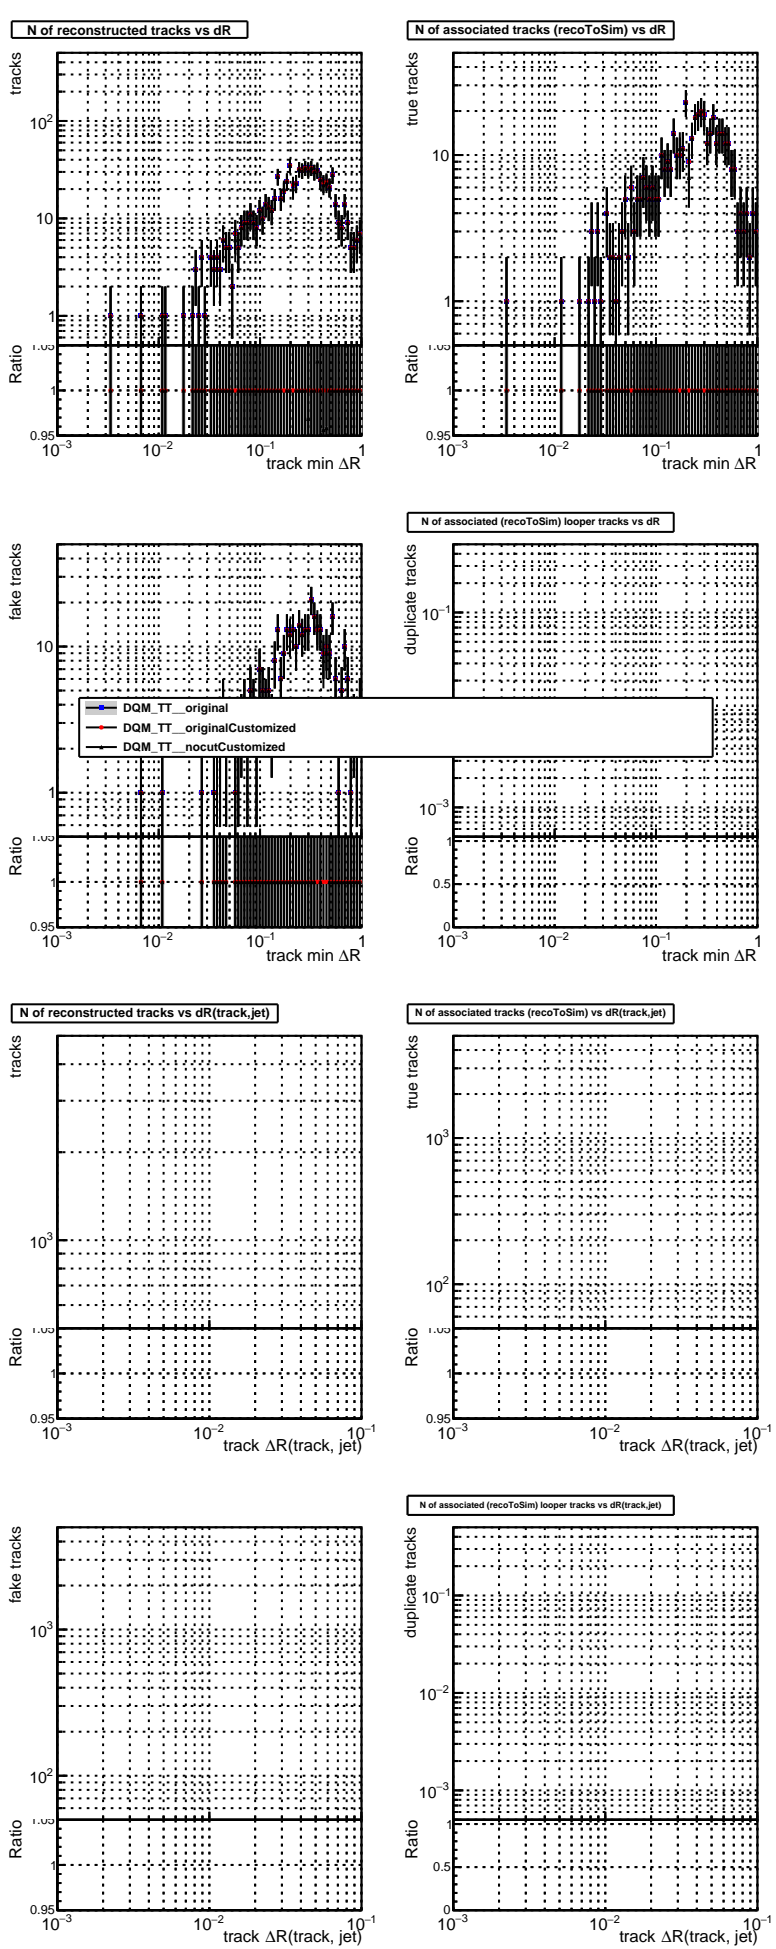 N of reconstructed tracks vs dR
tracks
10²
10
1
1.05
Ratio
1
0.95
10⁻³ 10⁻² 10⁻¹ 1
track min ΔR
N of associated tracks (recoToSim) vs dR
true tracks
10
1
1.05
Ratio
1
0.95
10⁻³ 10⁻² 10⁻¹ 1
track min ΔR
fake tracks
10
1
1.05
Ratio
1
0.95
10⁻³ 10⁻² 10⁻¹ 1
track min ΔR
N of associated (recoToSim) looper tracks vs dR
duplicate tracks
10⁻¹
10⁻³
Ratio
1
0.5
0
10⁻³ 10⁻² 10⁻¹ 1
track min ΔR
DQM_TT__original
DQM_TT__originalCustomized
DQM_TT__nocutCustomized
N of reconstructed tracks vs dR(track,jet)
tracks
10³
1.05
Ratio
1
0.95
10⁻³ 10⁻² 10⁻¹
track ΔR(track, jet)
N of associated tracks (recoToSim) vs dR(track,jet)
true tracks
10³
10²
1.05
Ratio
1
0.95
10⁻³ 10⁻² 10⁻¹
track ΔR(track, jet)
fake tracks
10³
10²
1.05
Ratio
1
0.95
10⁻³ 10⁻² 10⁻¹
track ΔR(track, jet)
N of associated (recoToSim) looper tracks vs dR(track,jet)
duplicate tracks
10⁻¹
10⁻²
10⁻³
Ratio
1
0.5
0
10⁻³ 10⁻² 10⁻¹
track ΔR(track, jet)